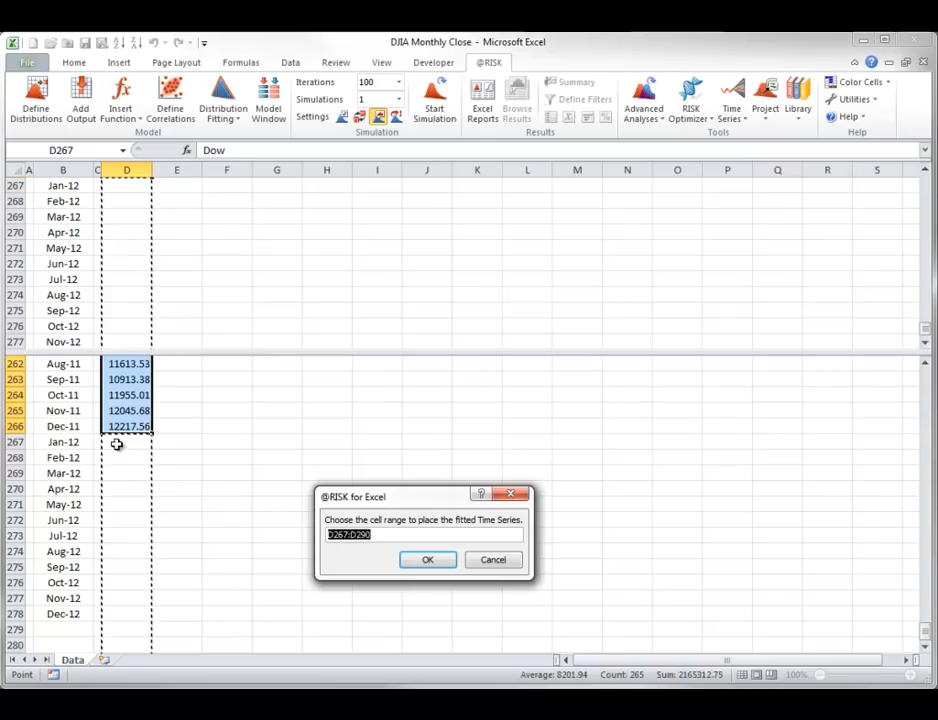 DJIA Monthly Close - Microsoft Excel
File Home Insert Page Layout Formulas Data Review View Developer @RISK
Define Distributions
Add Output
Insert Function
Define Correlations
Distribution Fitting
Model Window
Model
Iterations 100
Simulations 1
Settings
Start Simulation
Simulation
Excel Reports
Browse Results
Summary
Define Filters
Results
Advanced Analyses
RISK Optimizer
Time Series
Project
Library
Tools
Color Cells
Utilities
Help
Help
D267 fx Dow
A B C D E F G H I J K L M N O P Q R S
267 Jan-12
268 Feb-12
269 Mar-12
270 Apr-12
271 May-12
272 Jun-12
273 Jul-12
274 Aug-12
275 Sep-12
276 Oct-12
277 Nov-12
262 Aug-11 11613.53
263 Sep-11 10913.38
264 Oct-11 11955.01
265 Nov-11 12045.68
266 Dec-11 12217.56
267 Jan-12
268 Feb-12
269 Mar-12
270 Apr-12
271 May-12
272 Jun-12
273 Jul-12
274 Aug-12
275 Sep-12
276 Oct-12
277 Nov-12
278 Dec-12
279
280
@RISK for Excel
Choose the cell range to place the fitted Time Series.
D267:D290
OK Cancel
Data
Point Average: 8201.94 Count: 265 Sum: 2165312.75 100%